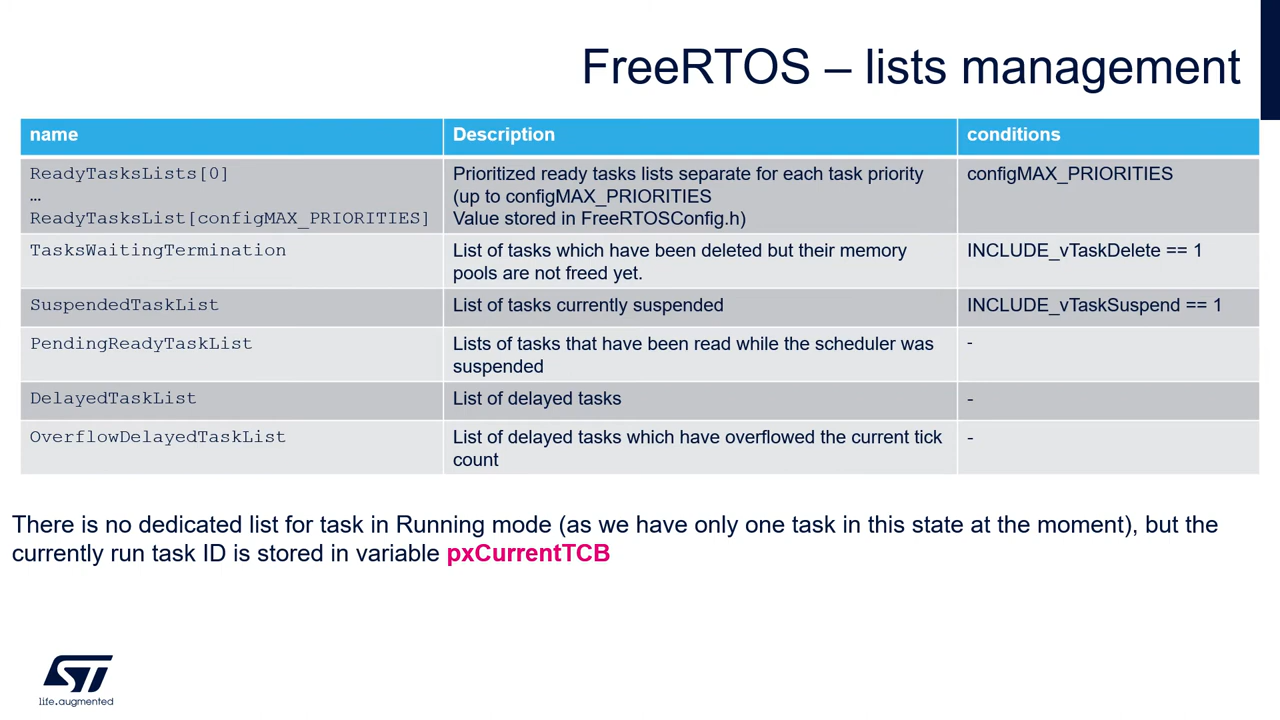 FreeRTOS – lists management
name
Description
conditions
ReadyTasksLists[0]
…
ReadyTasksList[configMAX_PRIORITIES]
Prioritized ready tasks lists separate for each task priority
(up to configMAX_PRIORITIES
Value stored in FreeRTOSConfig.h)
configMAX_PRIORITIES
TasksWaitingTermination
List of tasks which have been deleted but their memory
pools are not freed yet.
INCLUDE_vTaskDelete == 1
SuspendedTaskList
List of tasks currently suspended
INCLUDE_vTaskSuspend == 1
PendingReadyTaskList
Lists of tasks that have been read while the scheduler was
suspended
-
DelayedTaskList
List of delayed tasks
-
OverflowDelayedTaskList
List of delayed tasks which have overflowed the current tick
count
-
There is no dedicated list for task in Running mode (as we have only one task in this state at the moment), but the
currently run task ID is stored in variable pxCurrentTCB
ST
life.augmented